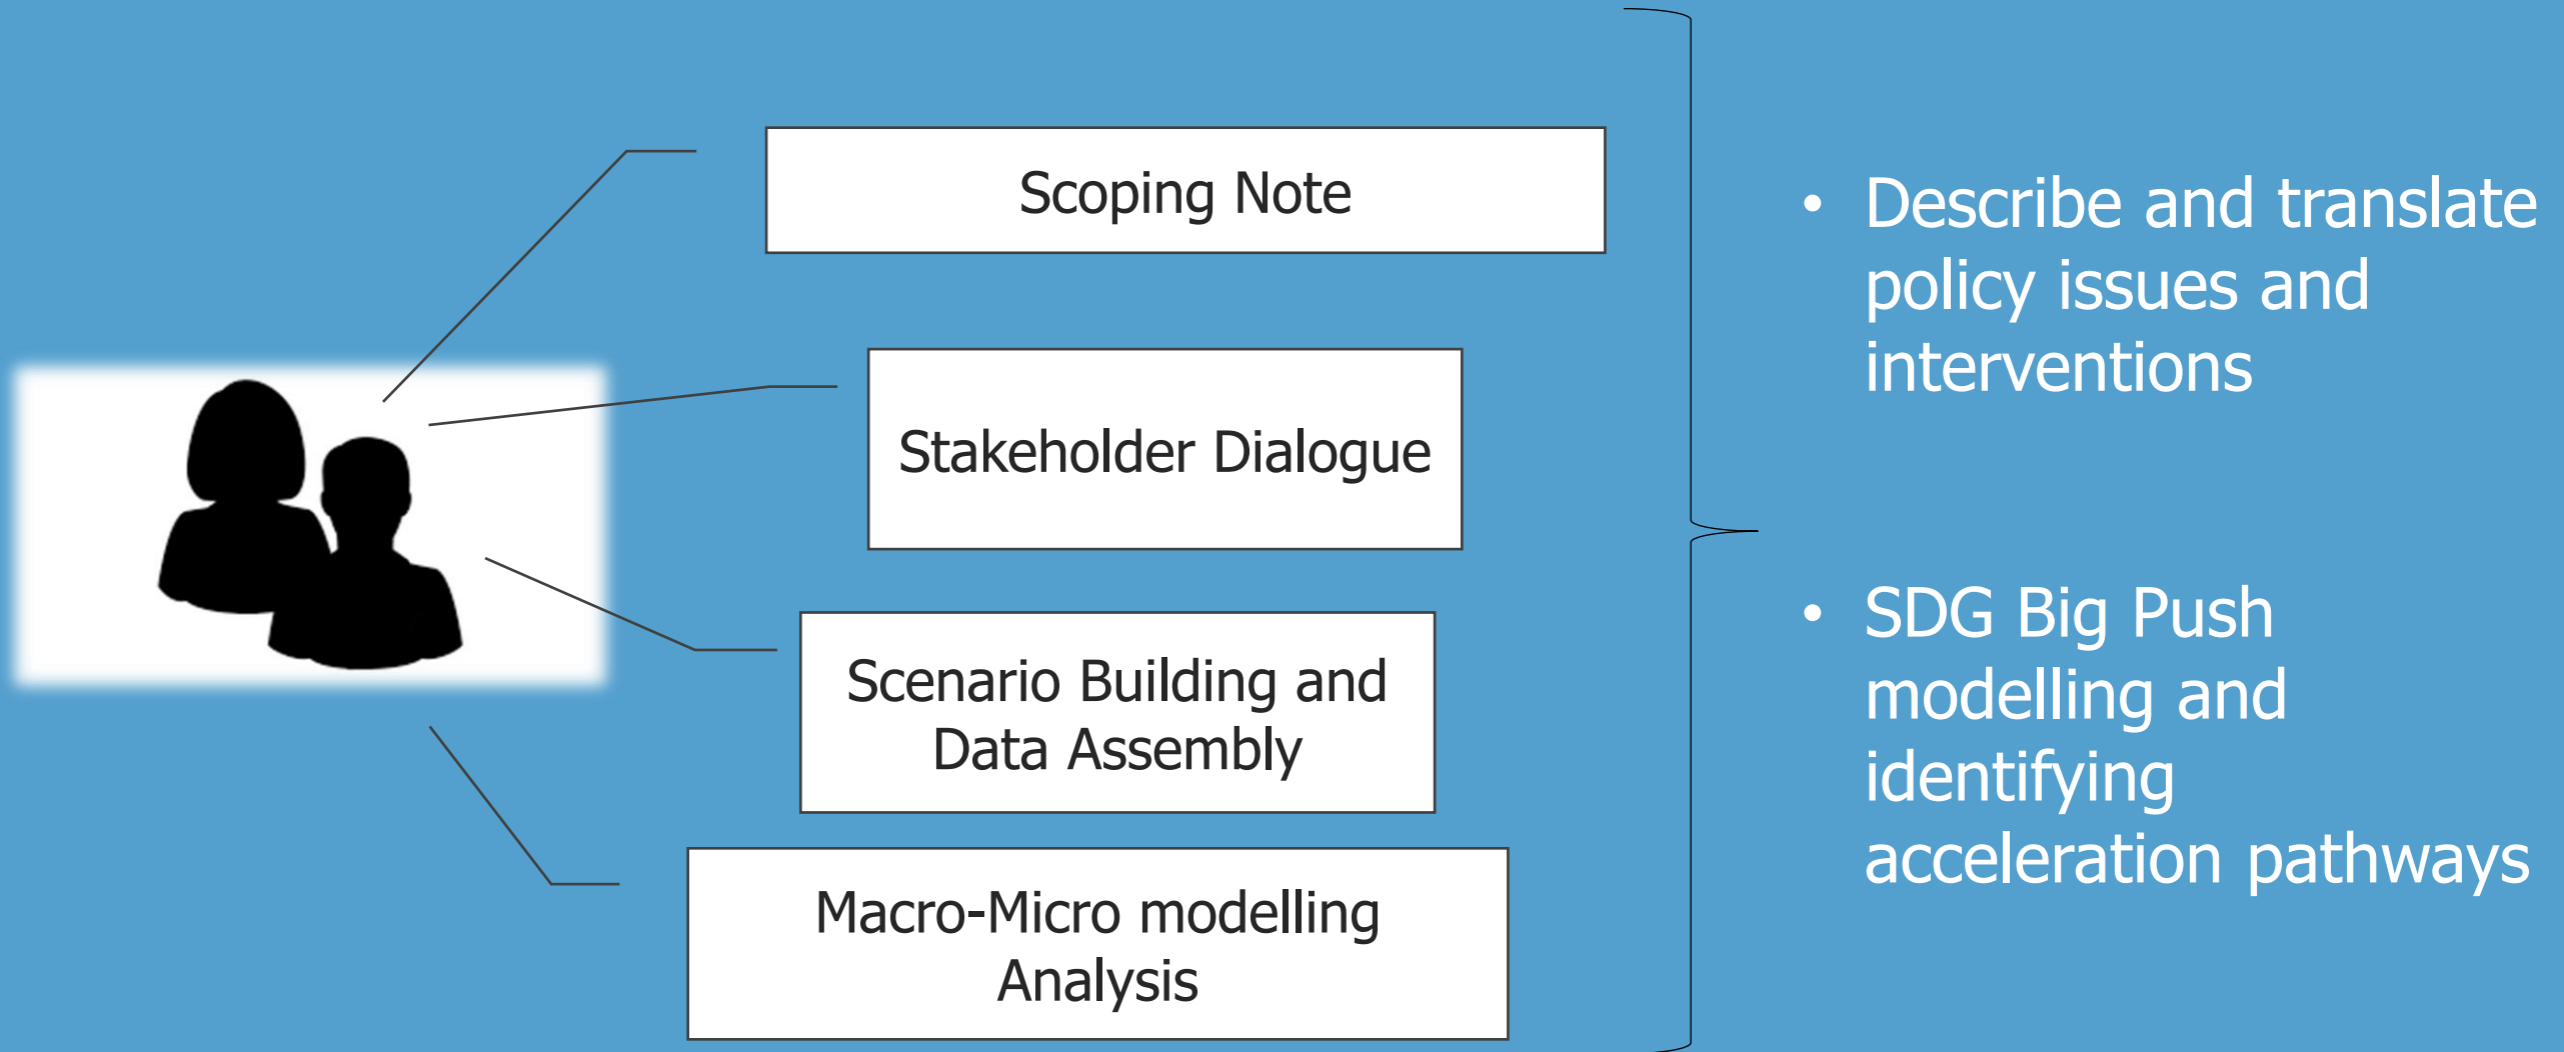 Scoping Note
Stakeholder Dialogue
Scenario Building and
Data Assembly
Macro-Micro modelling
Analysis
• Describe and translate
policy issues and
interventions
• SDG Big Push
modelling and
identifying
acceleration pathways